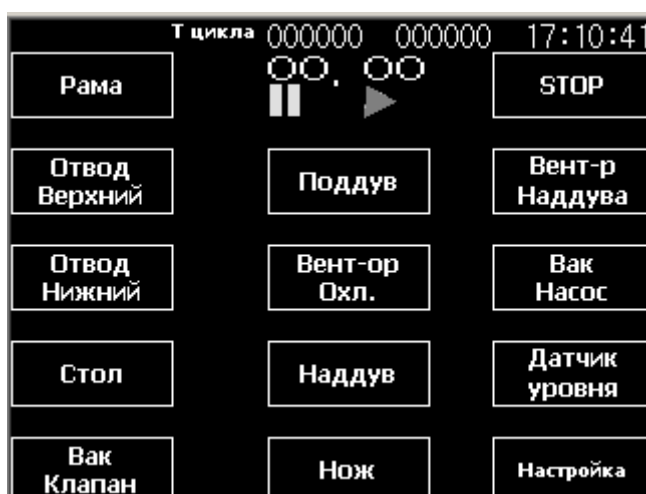 Т цикла 000000 000000 17:10:41
00. 00
Рама
STOP
Отвод
Верхний
Поддув
Вент-р
Наддува
Отвод
Нижний
Вент-ор
Охл.
Вак
Насос
Стол
Наддув
Датчик
уровня
Вак
Клапан
Нож
Настройка